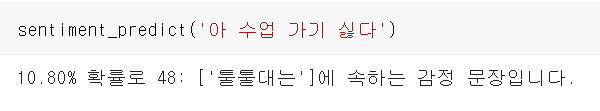 sentiment_predict('아 수업 가기 싫다')
10.80% 확률로 48: ['툴툴대는']에 속하는 감정 문장입니다.